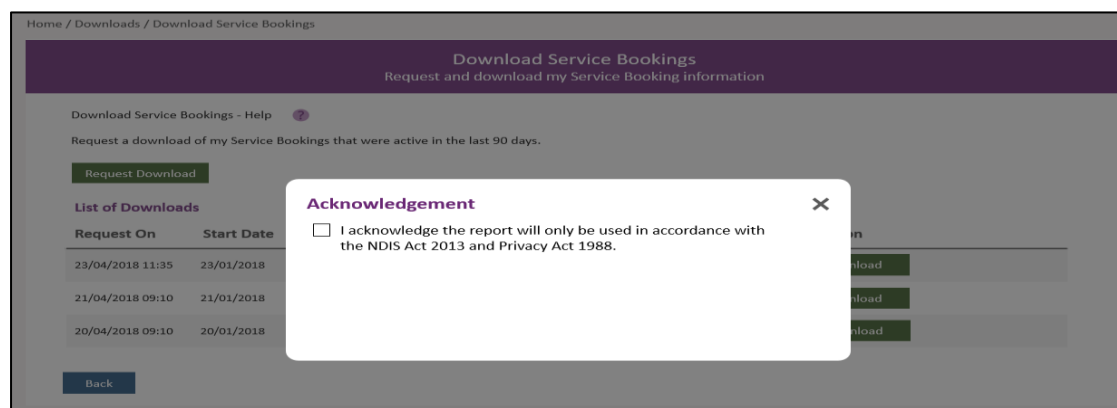 Home / Downloads / Download Service Bookings
Download Service Bookings
Request and download my Service Booking information
Download Service Bookings - Help ?
Request a download of my Service Bookings that were active in the last 90 days.
Request Download
List of Downloads
Acknowledgement ×
I acknowledge the report will only be used in accordance with
the NDIS Act 2013 and Privacy Act 1988.
Request On Start Date
23/04/2018 11:35 23/01/2018
21/04/2018 09:10 21/01/2018
20/04/2018 09:10 20/01/2018
Back